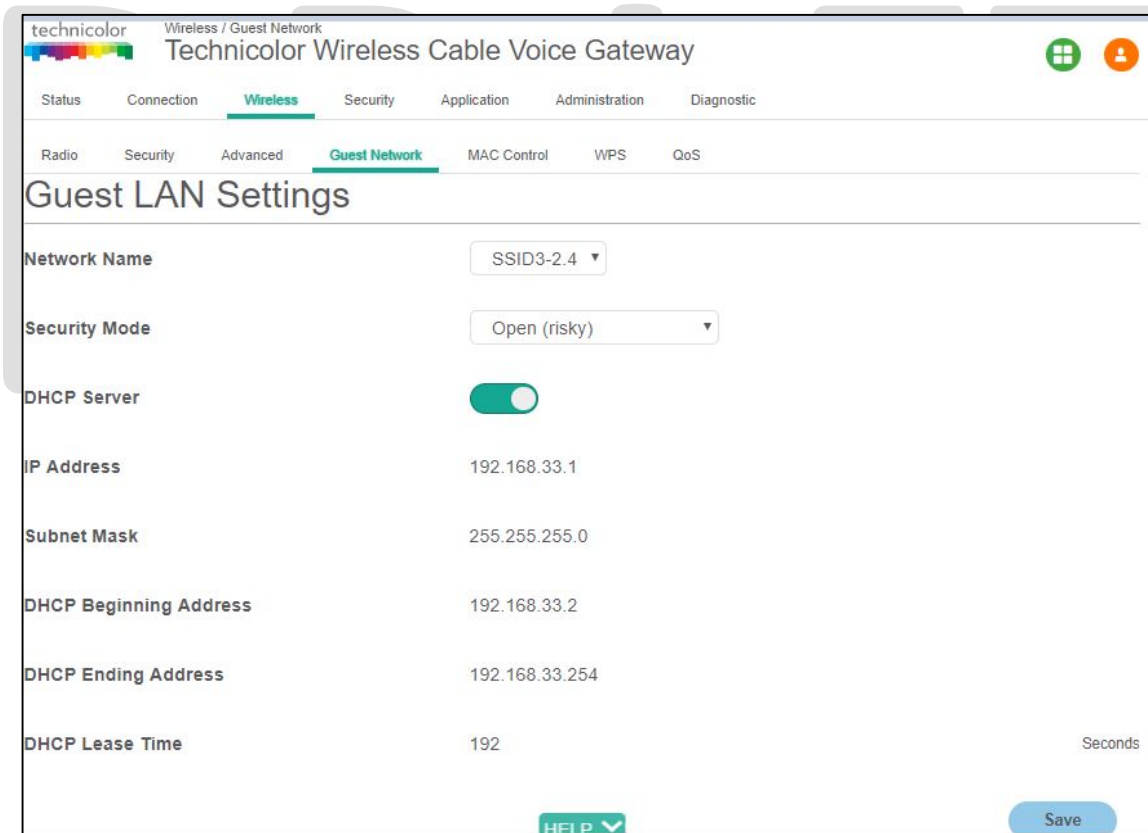 technicolor
Wireless / Guest Network
Technicolor Wireless Cable Voice Gateway
Status Connection Wireless Security Application Administration Diagnostic
Radio Security Advanced Guest Network MAC Control WPS QoS
Guest LAN Settings
Network Name SSID3-2.4
Security Mode Open (risky)
DHCP Server
IP Address 192.168.33.1
Subnet Mask 255.255.255.0
DHCP Beginning Address 192.168.33.2
DHCP Ending Address 192.168.33.254
DHCP Lease Time 192 Seconds
HELP Save